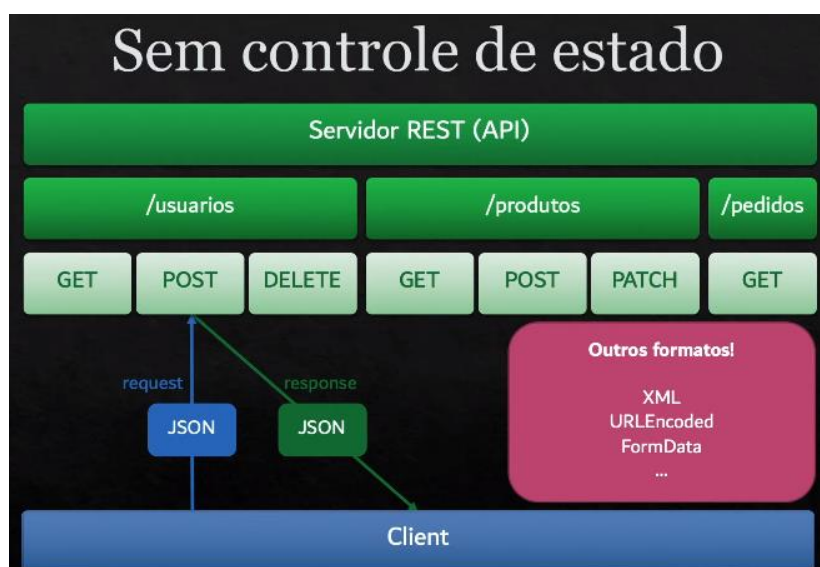 Sem controle de estado
Servidor REST (API)
/usuarios
/produtos
/pedidos
GET
POST
DELETE
GET
POST
PATCH
GET
request
response
JSON
JSON
Outros formatos!
XML
URLEncoded
FormData
...
Client